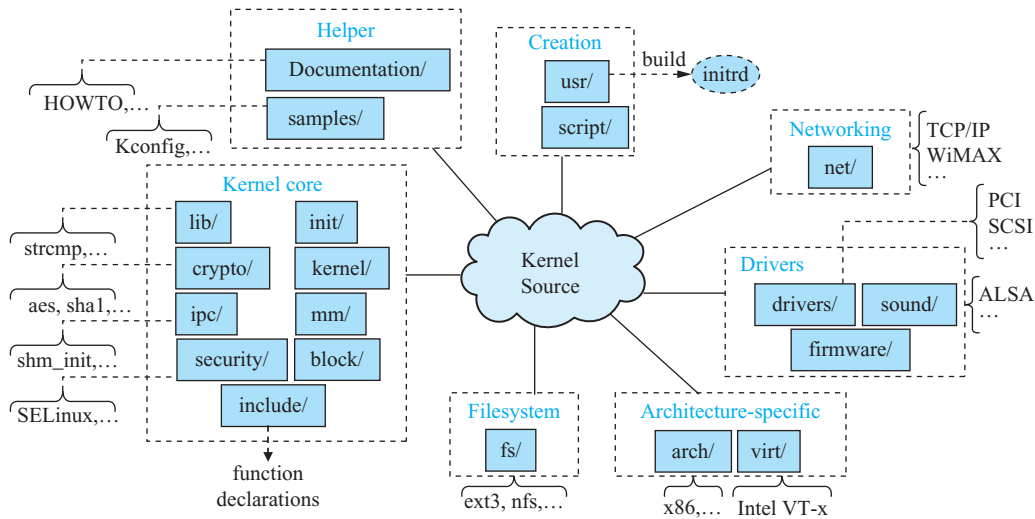 Helper
Documentation/
samples/
HOWTO,…
Kconfig,…
Creation
usr/
script/
build
initrd
Networking
net/
TCP/IP
WiMAX
…
Kernel core
lib/
init/
crypto/
kernel/
ipc/
mm/
security/
block/
include/
strcmp,…
aes, sha1,…
shm_init,…
SELinux,…
function
declarations
Kernel
Source
PCI
SCSI
…
Drivers
drivers/
sound/
firmware/
ALSA
…
Filesystem
fs/
ext3, nfs,…
Architecture-specific
arch/
virt/
x86,…
Intel VT-x